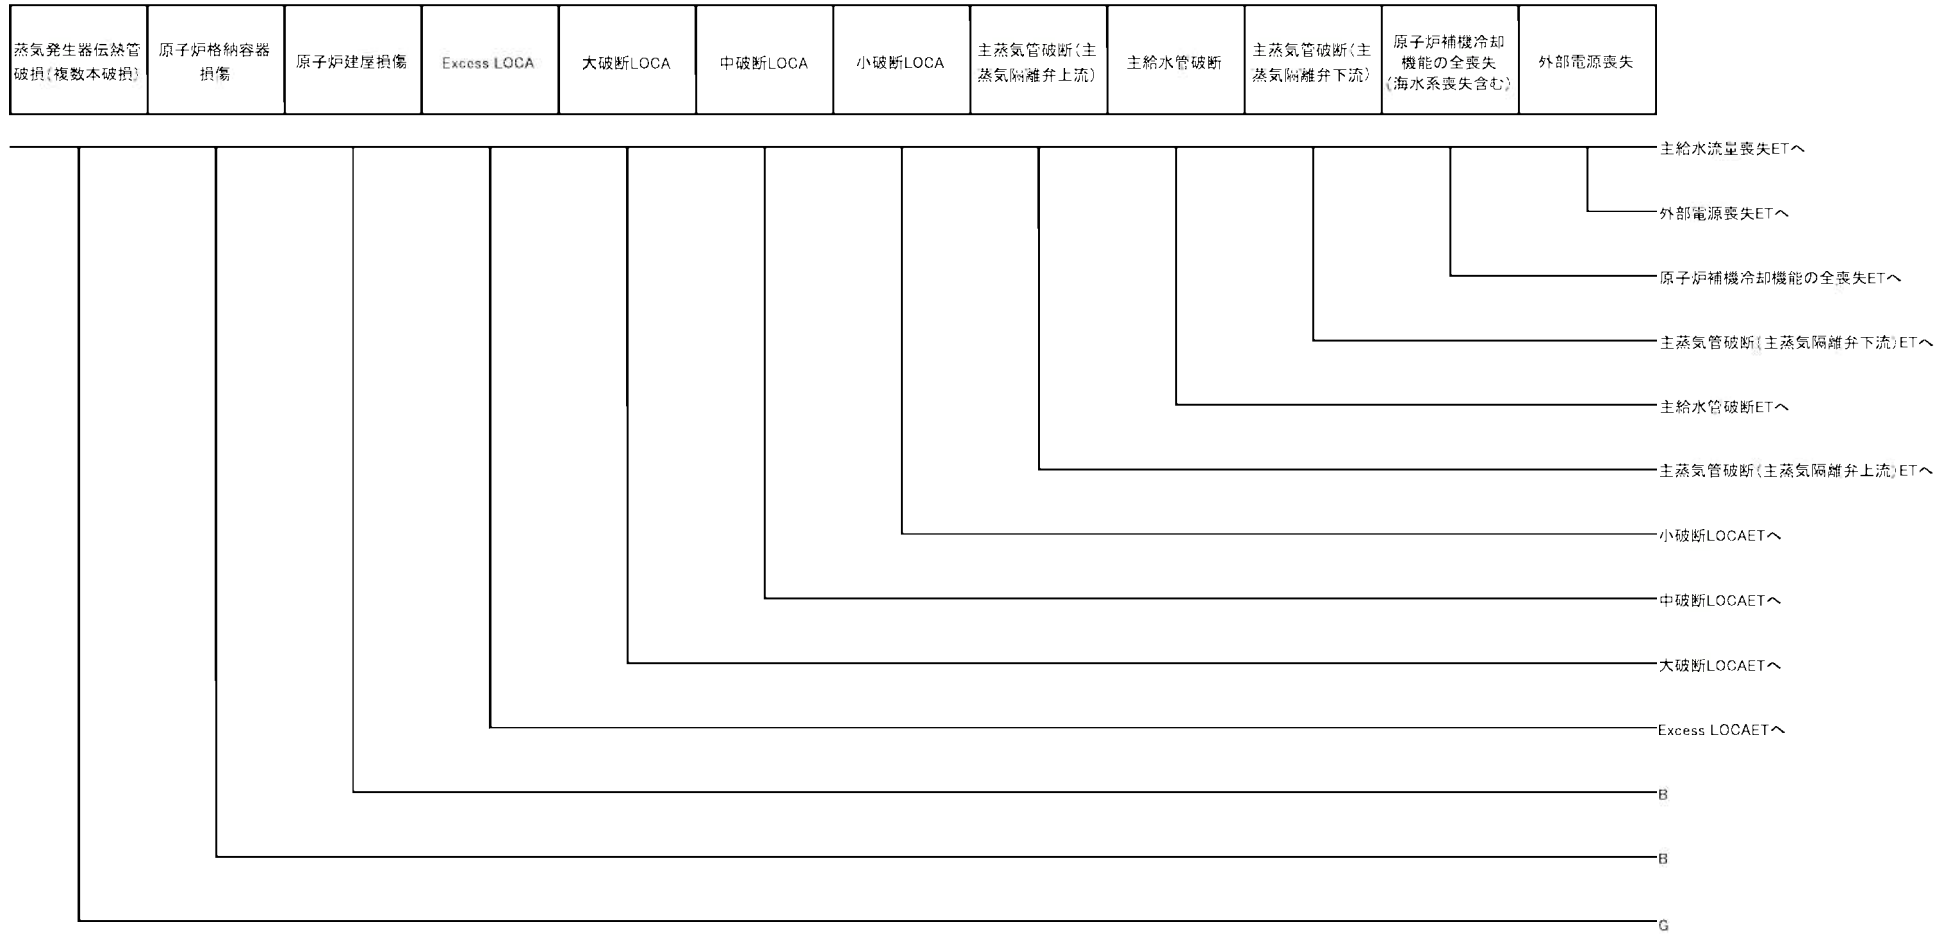 蒸気発生器伝熱管
破損(複数本破損)
原子炉格納容器
損傷
原子炉建屋損傷
Excess LOCA
大破断LOCA
中破断LOCA
小破断LOCA
主蒸気管破断(主
蒸気隔離弁上流)
主給水管破断
主蒸気管破断(主
蒸気隔離弁下流)
原子炉補機冷却
機能の全喪失
(海水系喪失含む)
外部電源喪失
主給水流量喪失ETへ
外部電源喪失ETへ
原子炉補機冷却機能の全喪失ETへ
主蒸気管破断(主蒸気隔離弁下流)ETへ
主給水管破断ETへ
主蒸気管破断(主蒸気隔離弁上流)ETへ
小破断LOCAETへ
中破断LOCAETへ
大破断LOCAETへ
Excess LOCAETへ
B
B
G